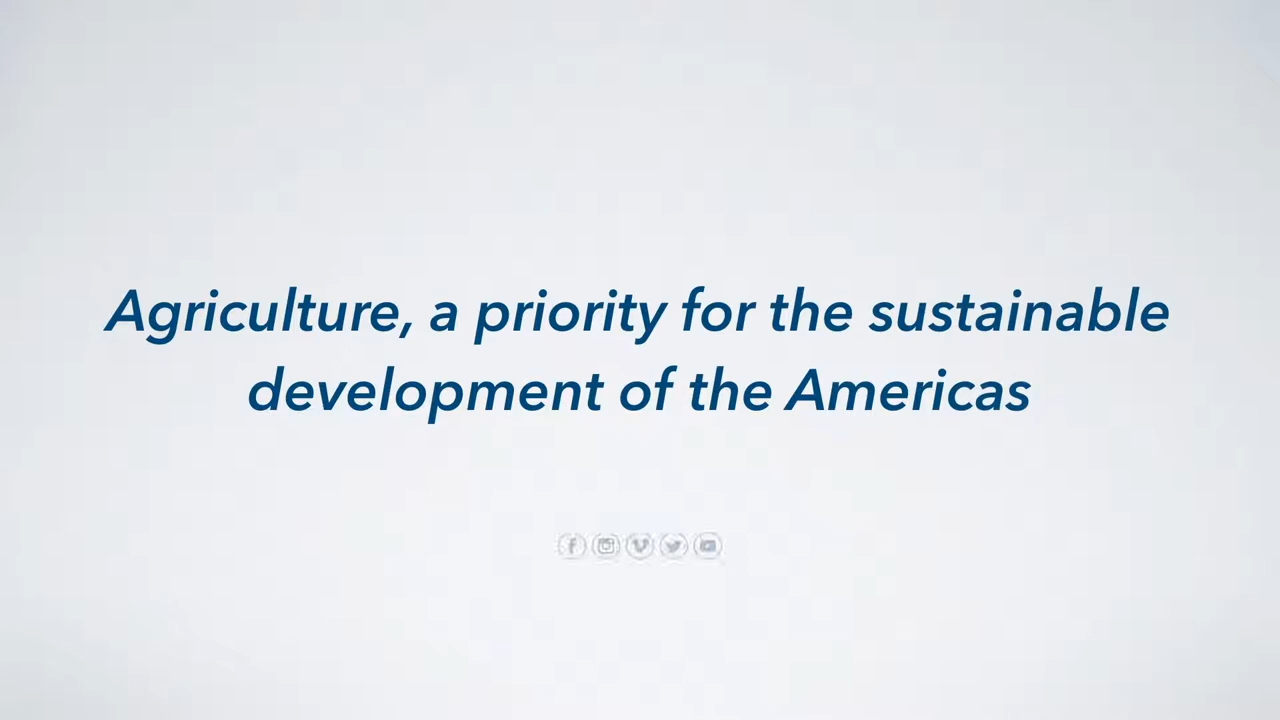 Agriculture, a priority for the sustainable
development of the Americas